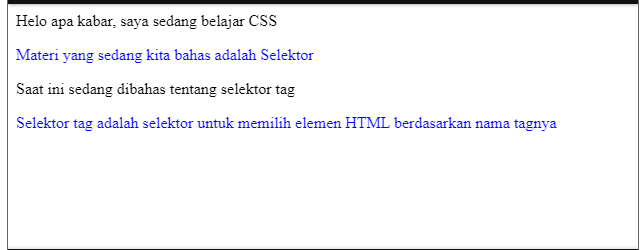 Helo apa kabar, saya sedang belajar CSS
Materi yang sedang kita bahas adalah Selektor
Saat ini sedang dibahas tentang selektor tag
Selektor tag adalah selektor untuk memilih elemen HTML berdasarkan nama tagnya